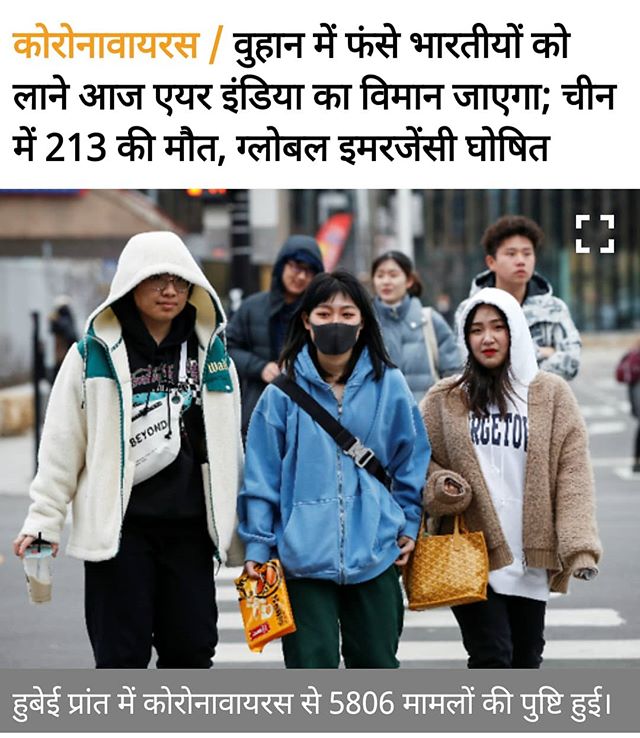 कोरोनावायरस / वुहान में फंसे भारतीयों को
लाने आज एयर इंडिया का विमान जाएगा; चीन
में 213 की मौत, ग्लोबल इमरजेंसी घोषित
BEYOND
RGETO
हुबेई प्रांत में कोरोनावायरस से 5806 मामलों की पुष्टि हुई।